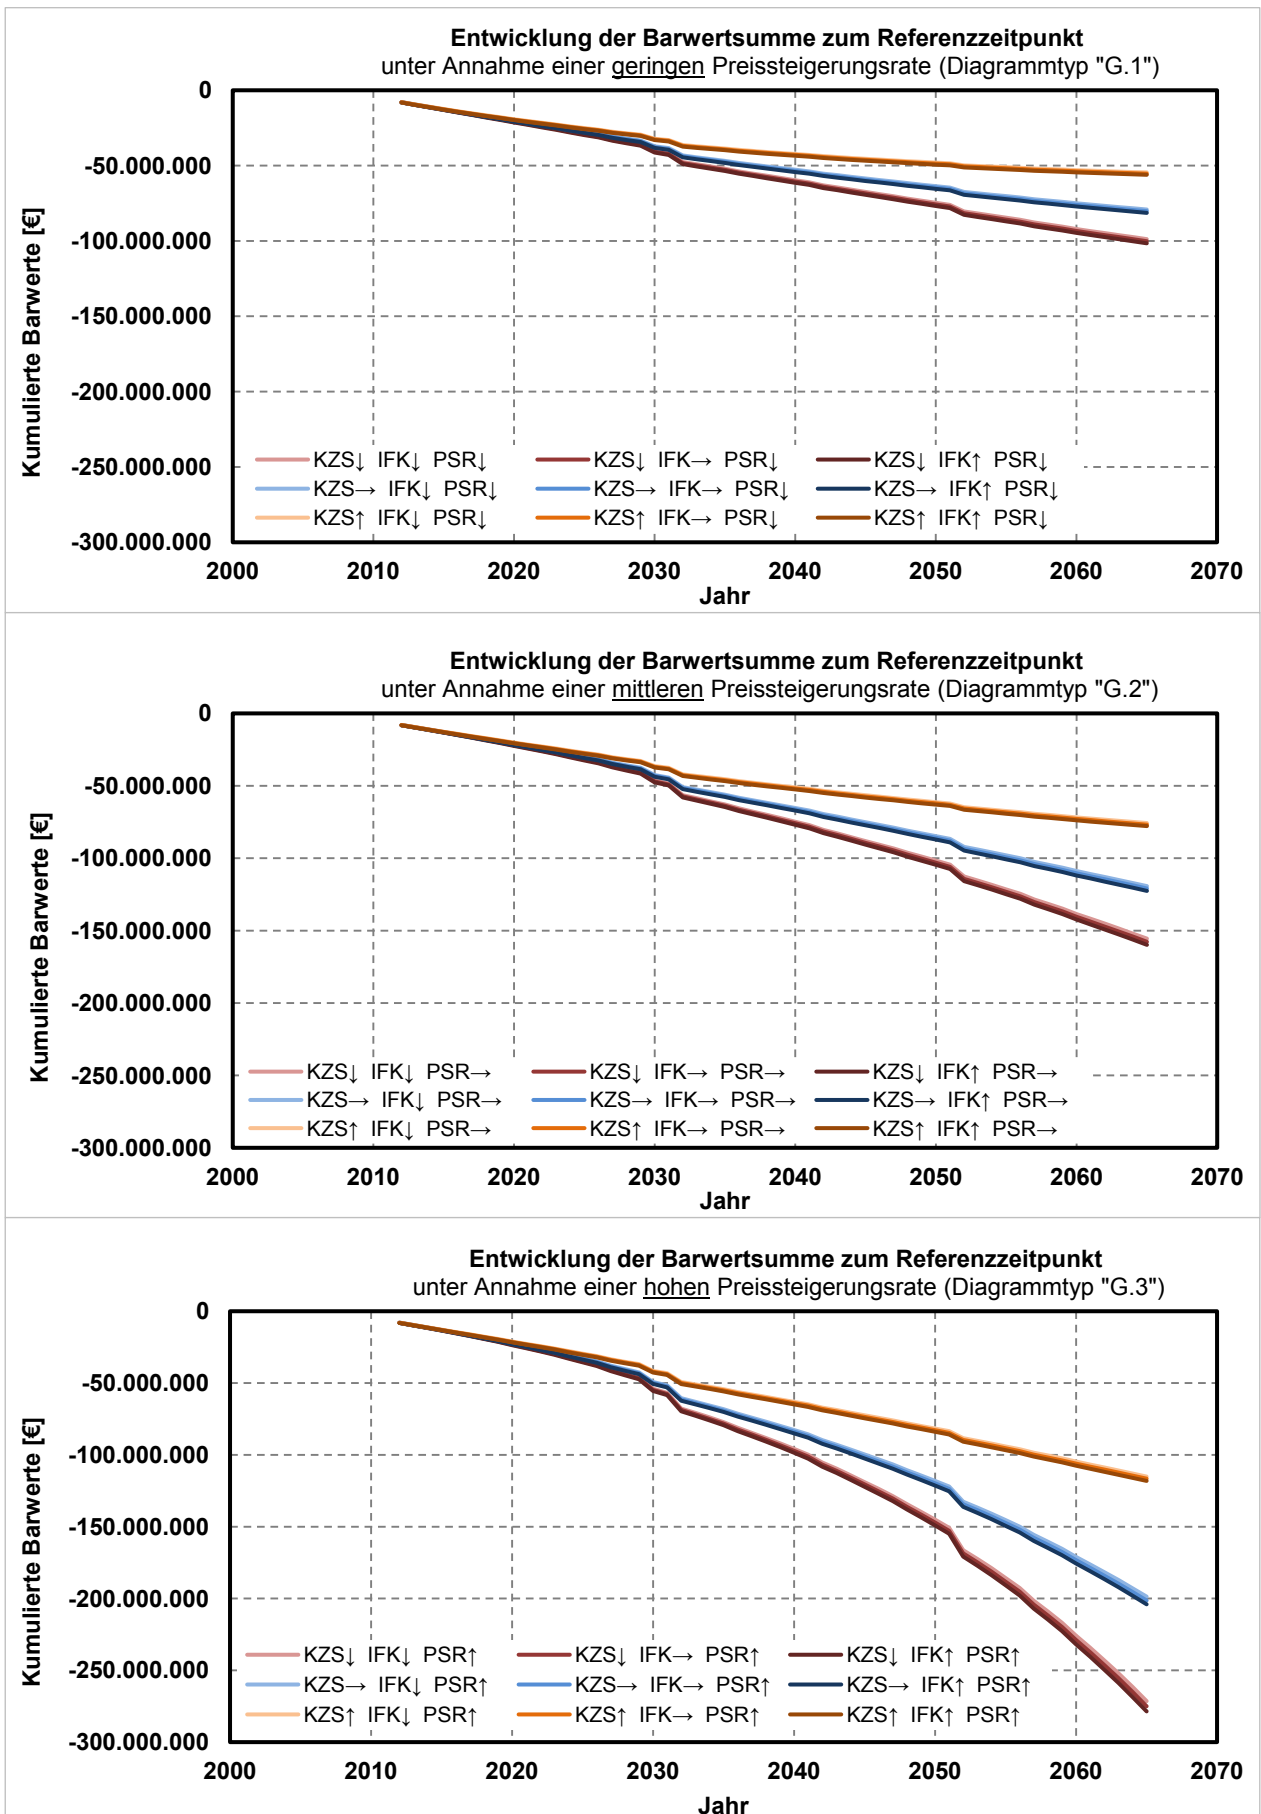 Entwicklung der Barwertsumme zum Referenzzeitpunkt
unter Annahme einer geringen Preissteigerungsrate (Diagrammtyp "G.1")
Kumulierte Barwerte [€]
0
-50.000.000
-100.000.000
-150.000.000
-200.000.000
-250.000.000
-300.000.000
KZS↓ IFK↓ PSR↓ KZS↓ IFK→ PSR↓ KZS↓ IFK↑ PSR↓
KZS→ IFK↓ PSR↓ KZS→ IFK→ PSR↓ KZS→ IFK↑ PSR↓
KZS↑ IFK↓ PSR↓ KZS↑ IFK→ PSR↓ KZS↑ IFK↑ PSR↓
2000 2010 2020 2030 2040 2050 2060 2070
Jahr
Entwicklung der Barwertsumme zum Referenzzeitpunkt
unter Annahme einer mittleren Preissteigerungsrate (Diagrammtyp "G.2")
Kumulierte Barwerte [€]
0
-50.000.000
-100.000.000
-150.000.000
-200.000.000
-250.000.000
-300.000.000
KZS↓ IFK↓ PSR→ KZS↓ IFK→ PSR→ KZS↓ IFK↑ PSR→
KZS→ IFK↓ PSR→ KZS→ IFK→ PSR→ KZS→ IFK↑ PSR→
KZS↑ IFK↓ PSR→ KZS↑ IFK→ PSR→ KZS↑ IFK↑ PSR→
2000 2010 2020 2030 2040 2050 2060 2070
Jahr
Entwicklung der Barwertsumme zum Referenzzeitpunkt
unter Annahme einer hohen Preissteigerungsrate (Diagrammtyp "G.3")
Kumulierte Barwerte [€]
0
-50.000.000
-100.000.000
-150.000.000
-200.000.000
-250.000.000
-300.000.000
KZS↓ IFK↓ PSR↑ KZS↓ IFK→ PSR↑ KZS↓ IFK↑ PSR↑
KZS→ IFK↓ PSR↑ KZS→ IFK→ PSR↑ KZS→ IFK↑ PSR↑
KZS↑ IFK↓ PSR↑ KZS↑ IFK→ PSR↑ KZS↑ IFK↑ PSR↑
2000 2010 2020 2030 2040 2050 2060 2070
Jahr